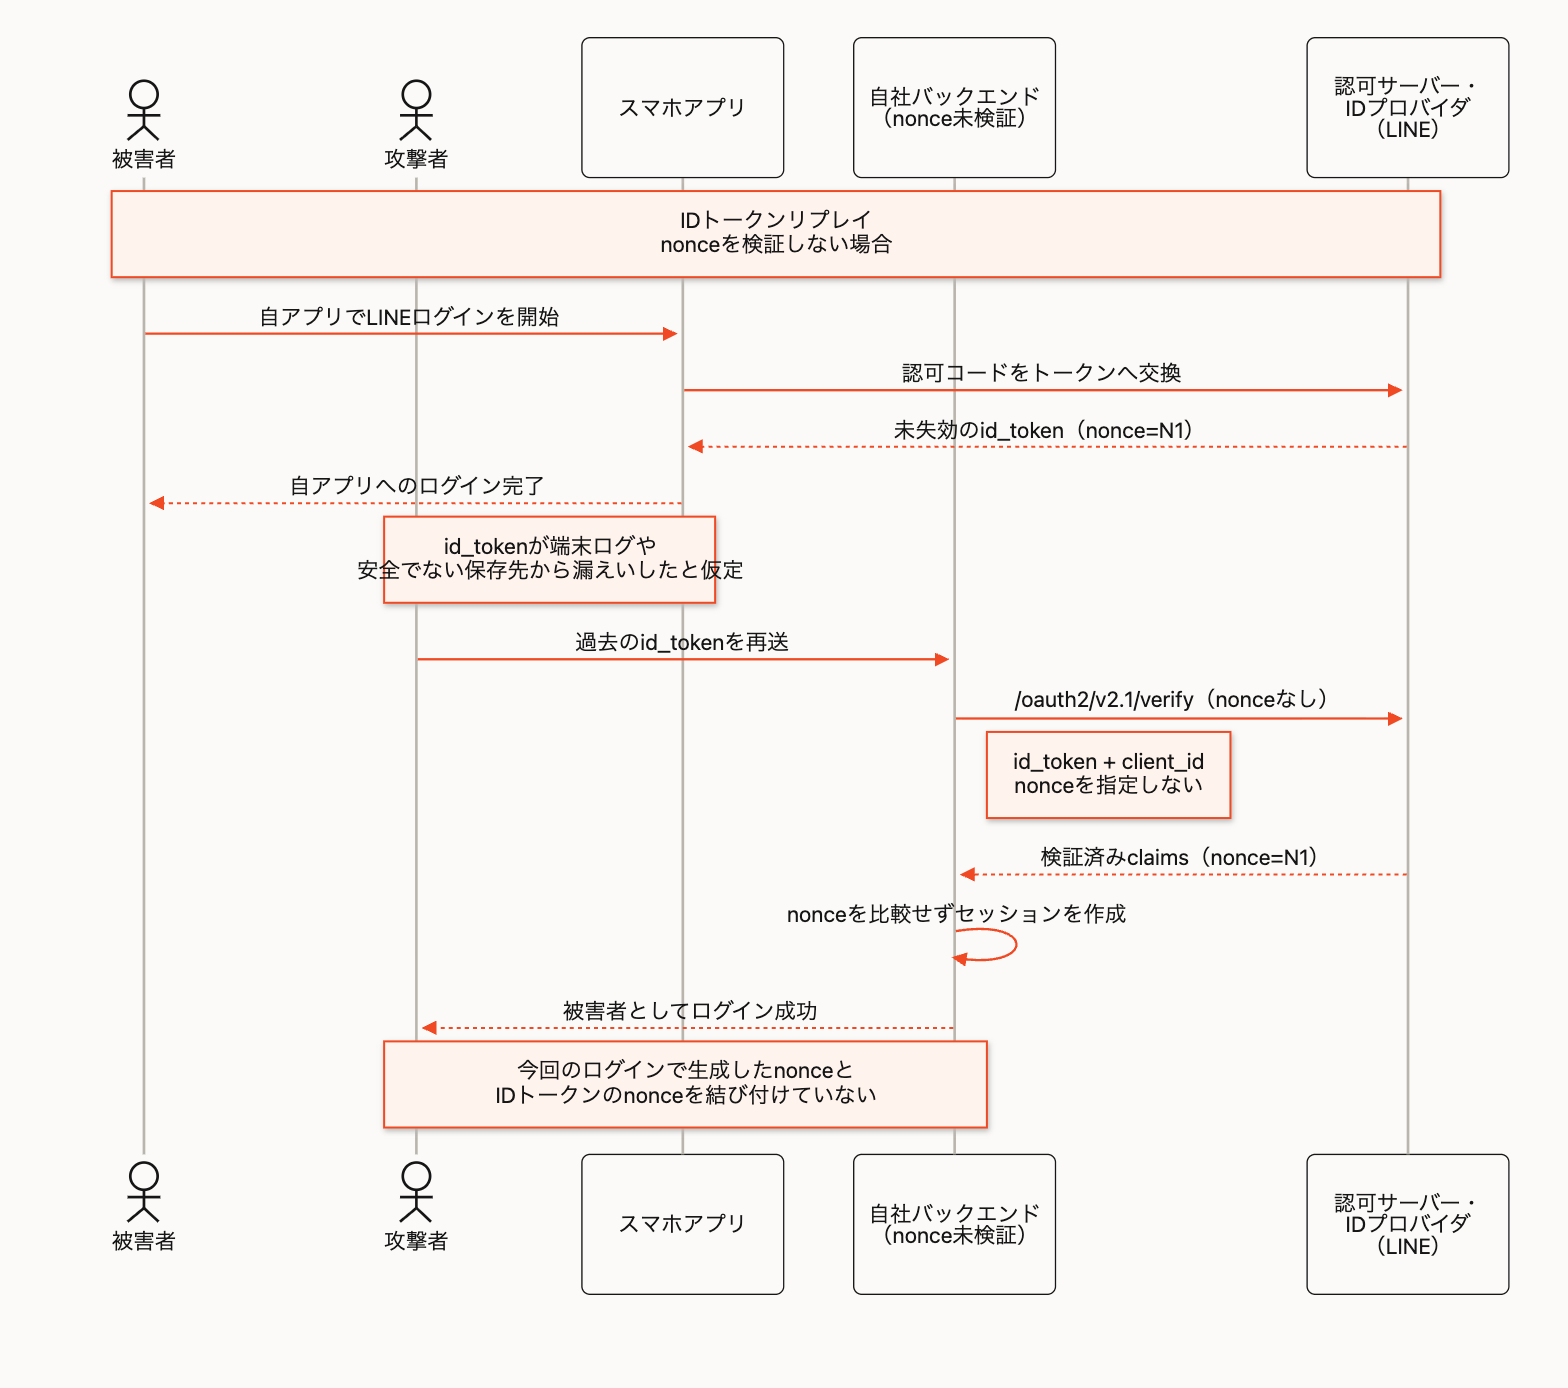 被害者
攻撃者
スマホアプリ
自社バックエンド
（nonce未検証）
認可サーバー・
IDプロバイダ
（LINE）
IDトークンリプレイ
nonceを検証しない場合
自アプリでLINEログインを開始
認可コードをトークンへ交換
未失効のid_token（nonce=N1）
自アプリへのログイン完了
id_tokenが端末ログや
安全でない保存先から漏えいしたと仮定
過去のid_tokenを再送
/oauth2/v2.1/verify（nonceなし）
id_token + client_id
nonceを指定しない
検証済みclaims（nonce=N1）
nonceを比較せずセッションを作成
被害者としてログイン成功
今回のログインで生成したnonceと
IDトークンのnonceを結び付けていない
被害者
攻撃者
スマホアプリ
自社バックエンド
（nonce未検証）
認可サーバー・
IDプロバイダ
（LINE）